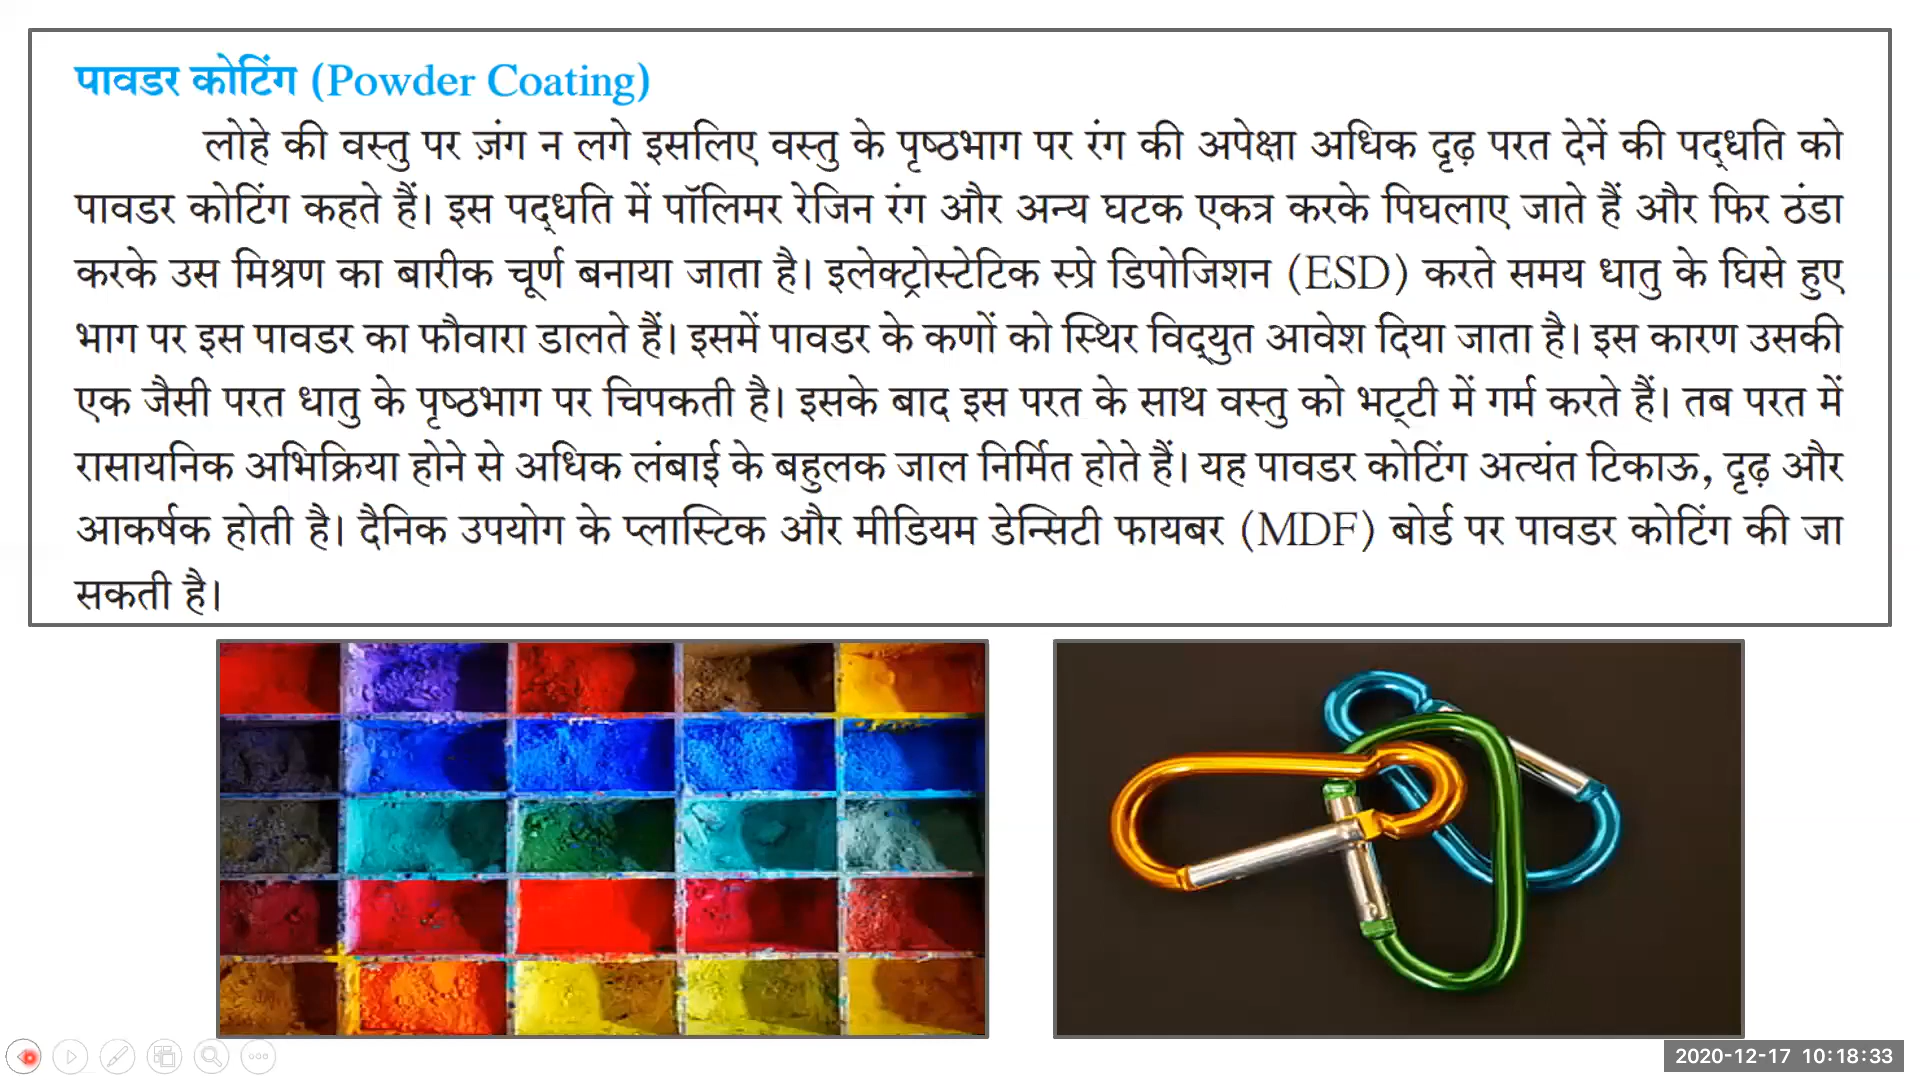 पावडर कोटिंग (Powder Coating)
लोहे की वस्तु पर ज़ंग न लगे इसलिए वस्तु के पृष्ठभाग पर रंग की अपेक्षा अधिक दृढ़ परत देनें की पद्धति को
पावडर कोटिंग कहते हैं। इस पद्धति में पॉलिमर रेजिन रंग और अन्य घटक एकत्र करके पिघलाए जाते हैं और फिर ठंडा
करके उस मिश्रण का बारीक चूर्ण बनाया जाता है। इलेक्ट्रोस्टेटिक स्प्रे डिपोजिशन (ESD) करते समय धातु के घिसे हुए
भाग पर इस पावडर का फौवारा डालते हैं। इसमें पावडर के कणों को स्थिर विद्युत आवेश दिया जाता है। इस कारण उसकी
एक जैसी परत धातु के पृष्ठभाग पर चिपकती है। इसके बाद इस परत के साथ वस्तु को भट्टी में गर्म करते हैं। तब परत में
रासायनिक अभिक्रिया होने से अधिक लंबाई के बहुलक जाल निर्मित होते हैं। यह पावडर कोटिंग अत्यंत टिकाऊ, दृढ़ और
आकर्षक होती है। दैनिक उपयोग के प्लास्टिक और मीडियम डेन्सिटी फायबर (MDF) बोर्ड पर पावडर कोटिंग की जा
सकती है।
2020-12-17 10:18:33